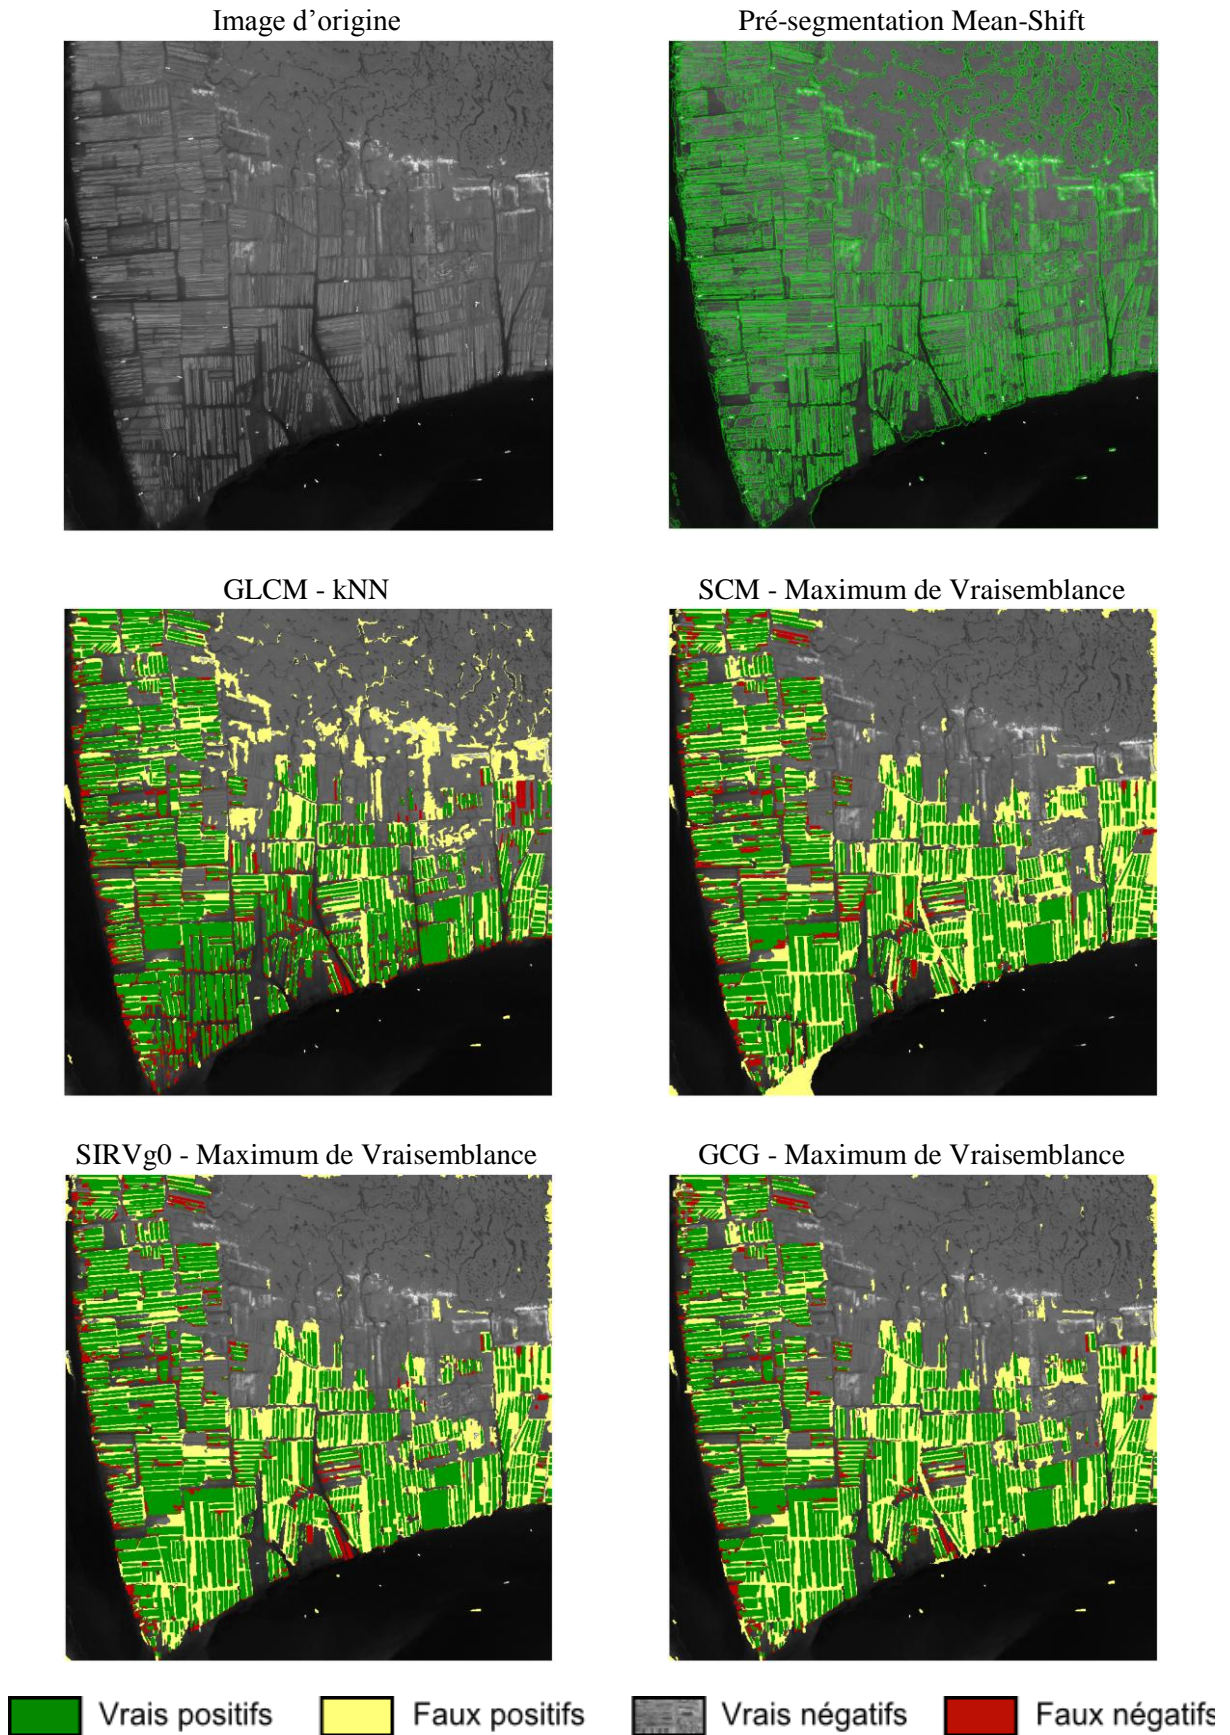 Image d’origine
Pré-segmentation Mean-Shift
GLCM - kNN
SCM - Maximum de Vraisemblance
SIRVg0 - Maximum de Vraisemblance
GCG - Maximum de Vraisemblance
Vrais positifs
Faux positifs
Vrais négatifs
Faux négatifs